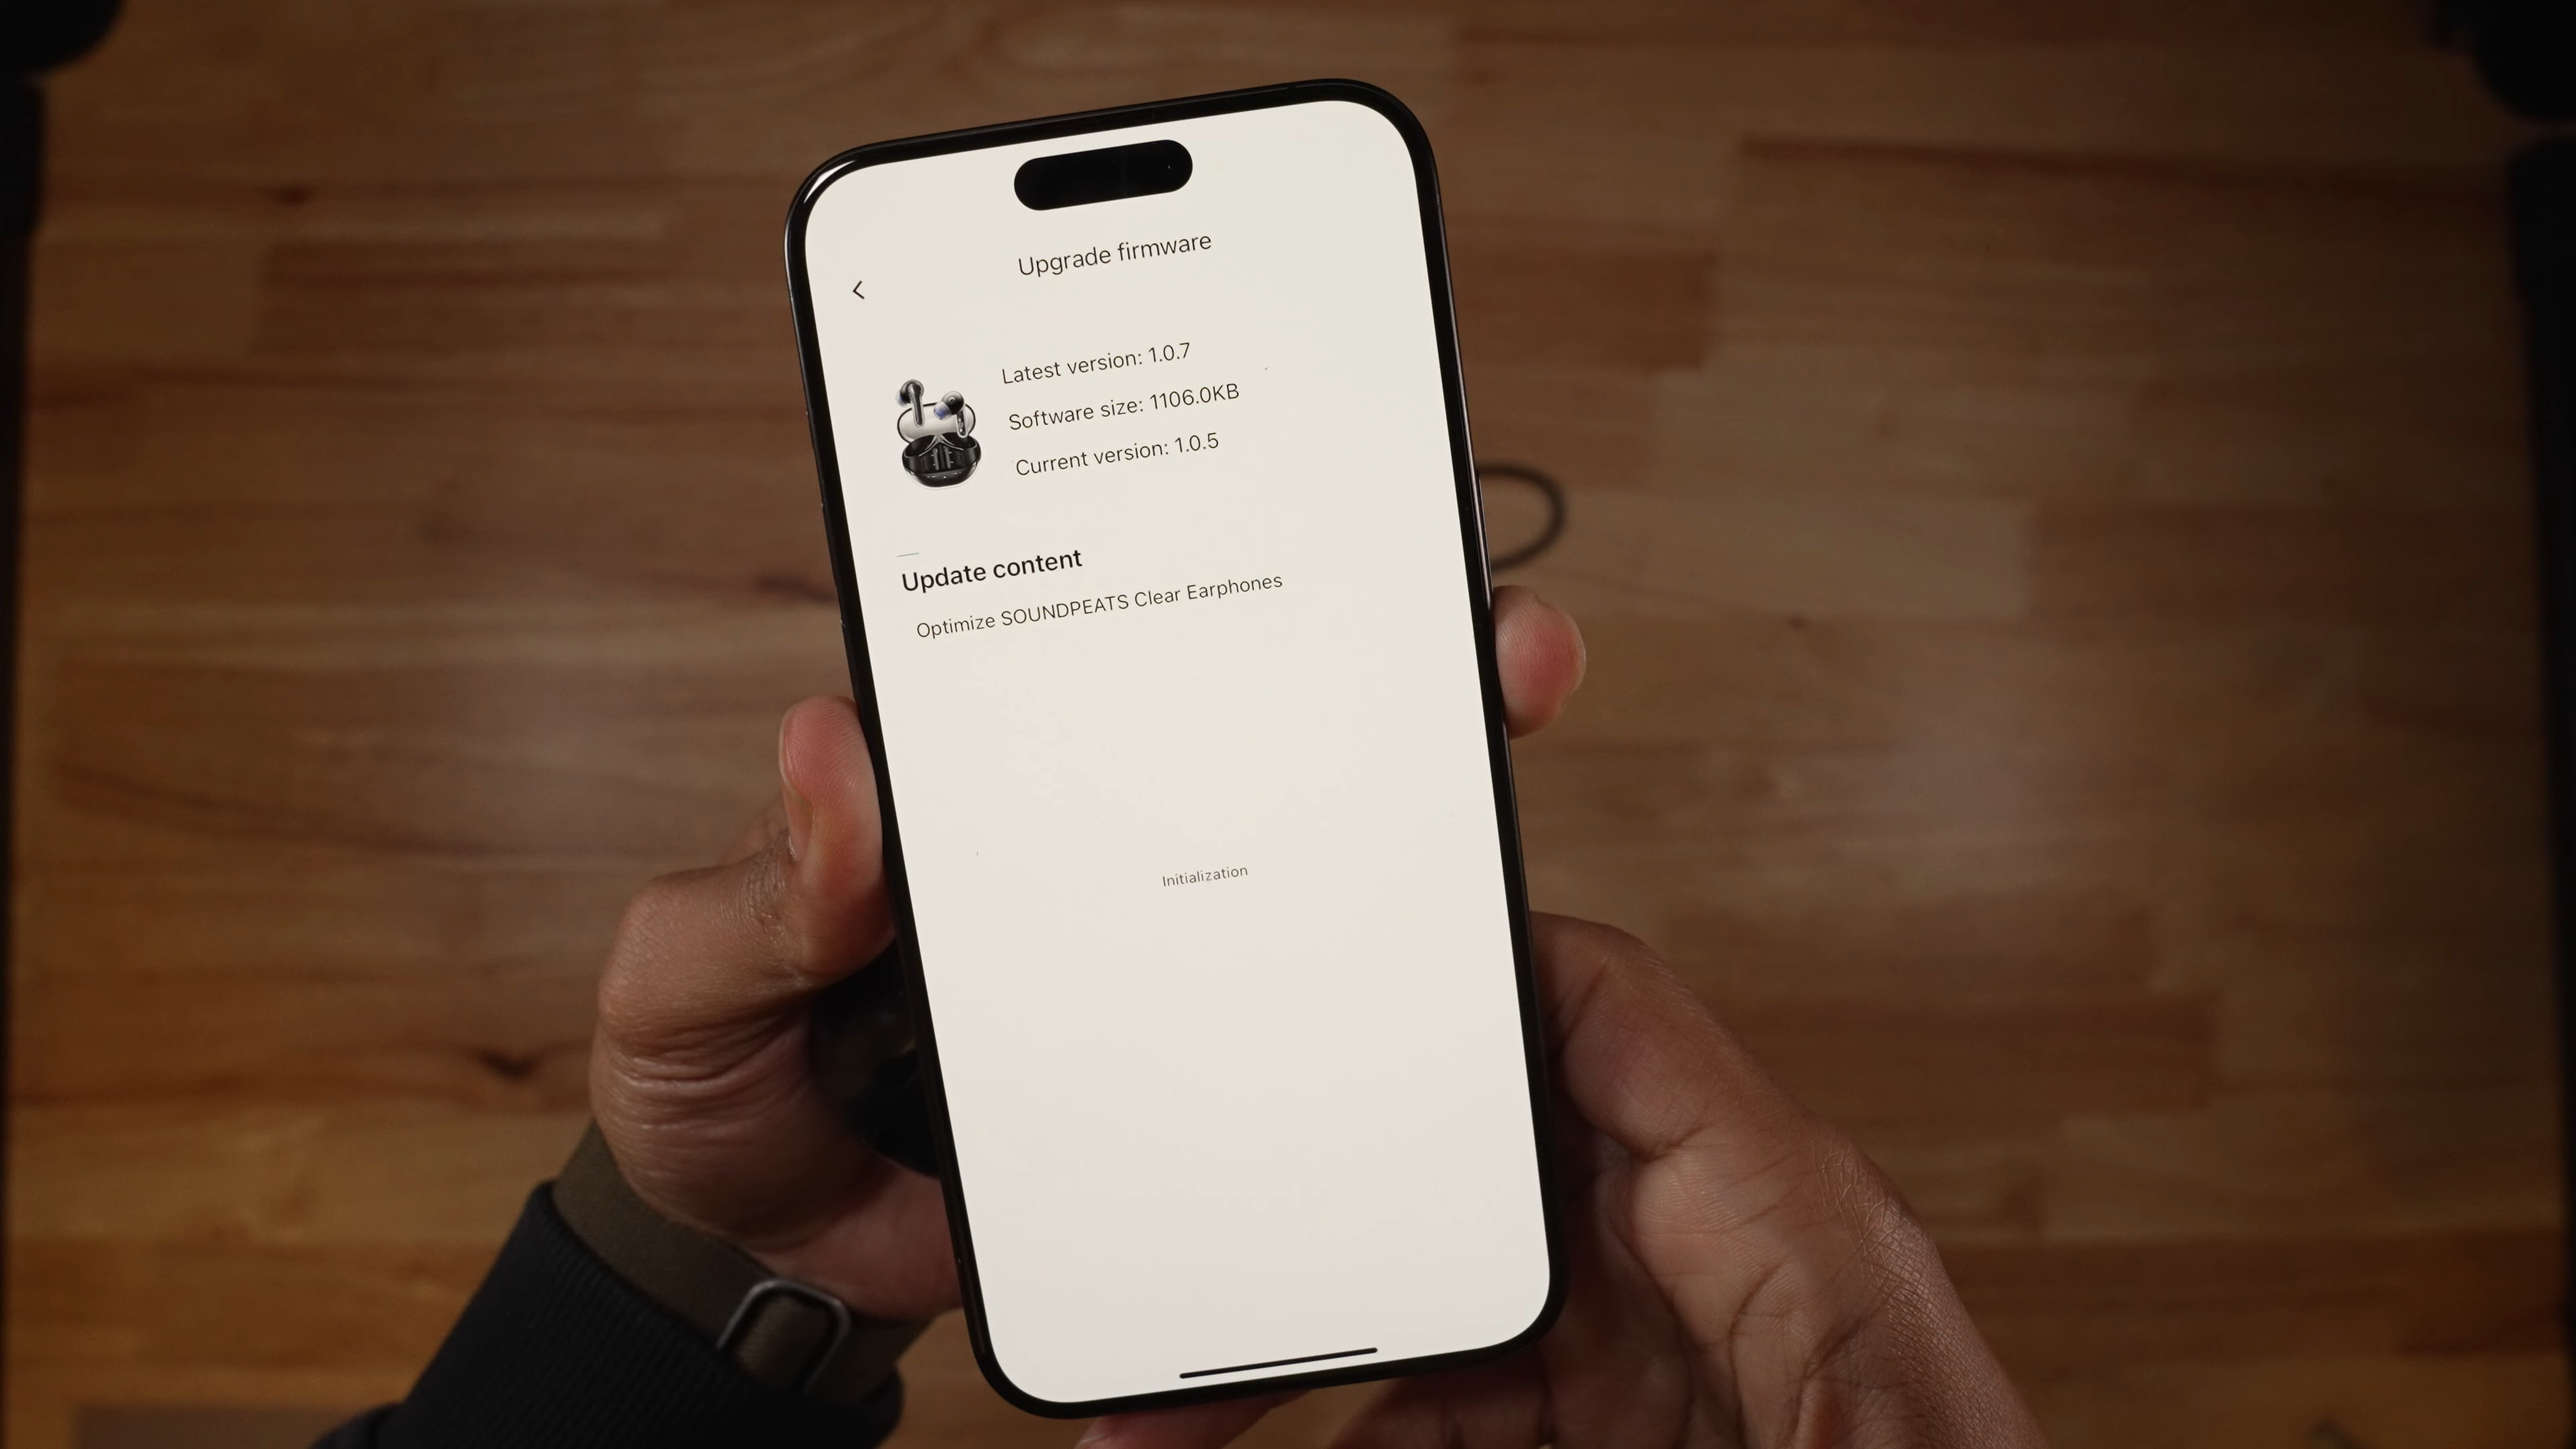 Upgrade firmware
Latest version: 1.0.7
Software size: 1106.0KB
Current version: 1.0.5
Update content
Optimize SOUNDPEATS Clear Earphones
Initialization